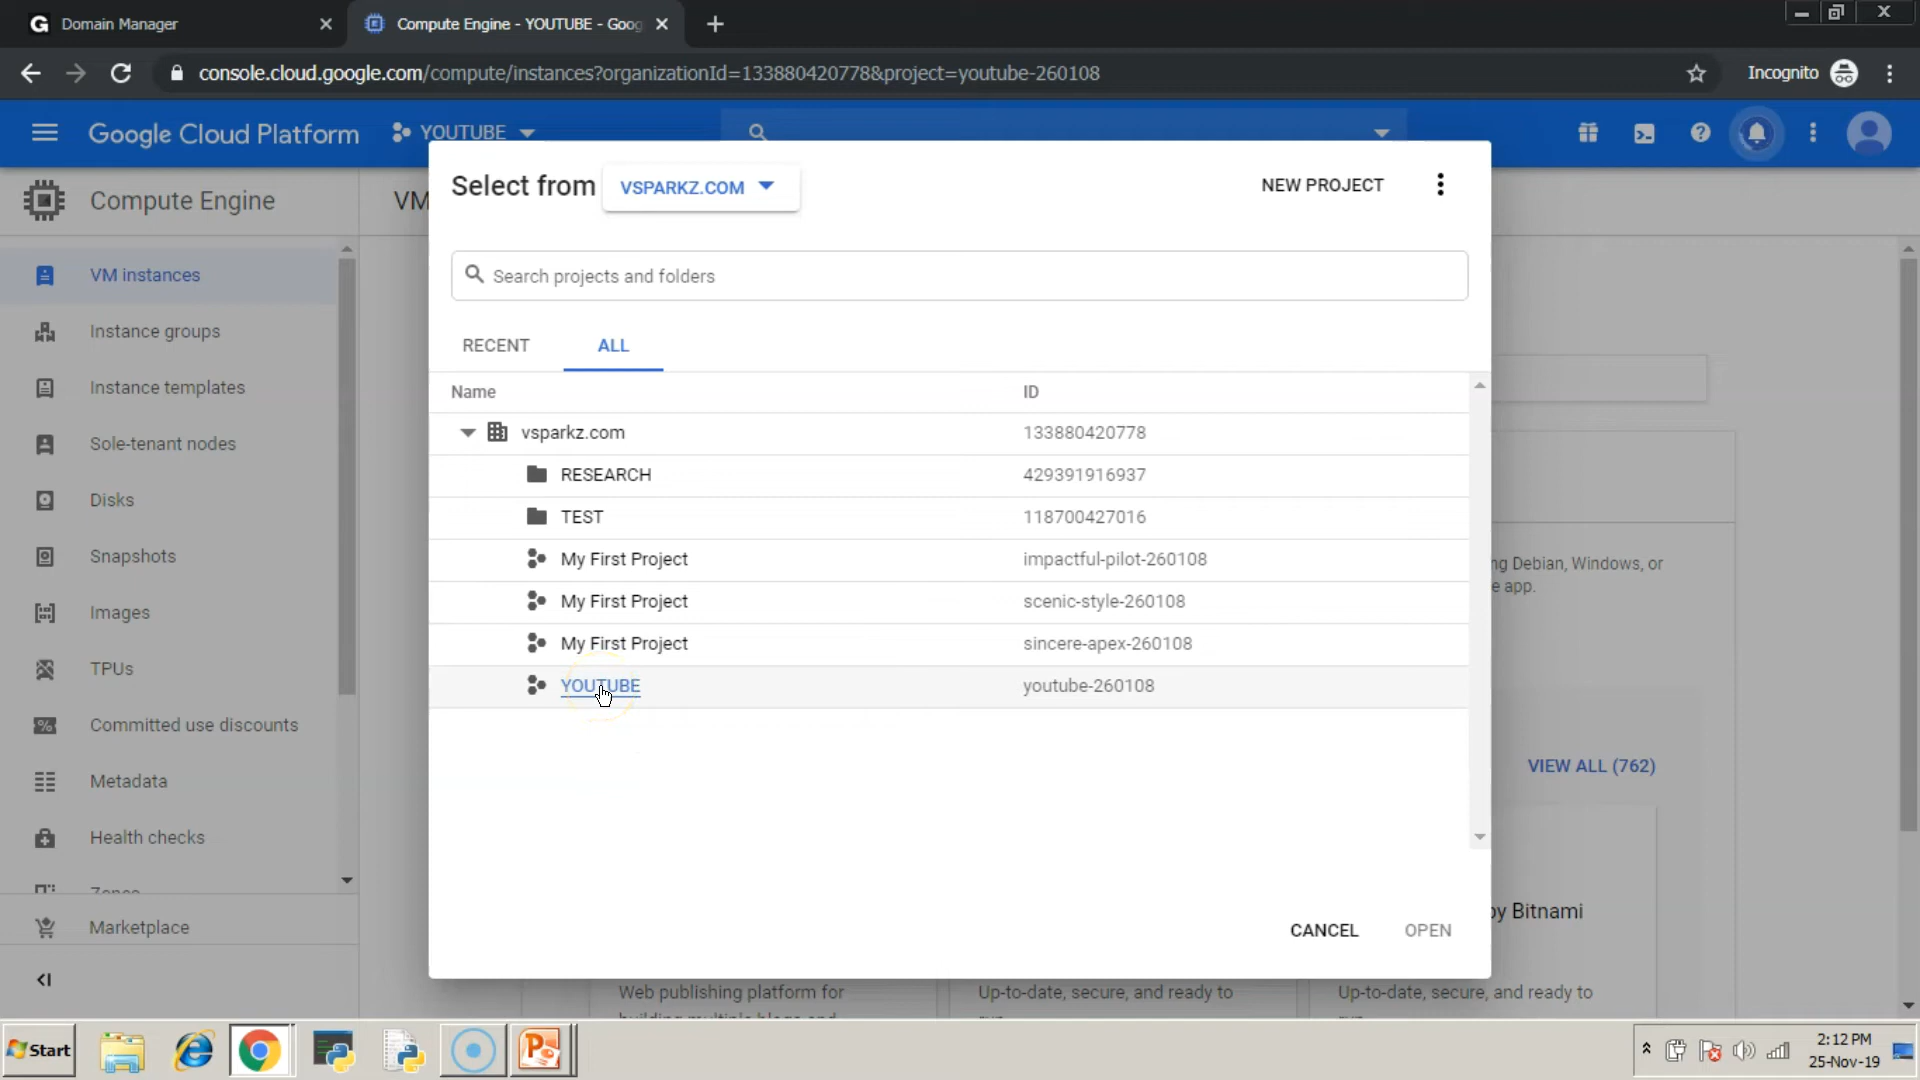 Domain Manager
Compute Engine - YOUTUBE - Goog
console.cloud.google.com/compute/instances?organizationId=133880420778&project=youtube-260108
Incognito
Google Cloud Platform
YOUTUBE
Compute Engine
VM
VM instances
Instance groups
Instance templates
Sole-tenant nodes
Disks
Snapshots
Images
TPUs
Committed use discounts
Metadata
Health checks
Zones
Marketplace
Select from VSPARKZ.COM
NEW PROJECT
Search projects and folders
RECENT ALL
Name ID
vsparkz.com 133880420778
RESEARCH 429391916937
TEST 118700427016
My First Project impactful-pilot-260108
My First Project scenic-style-260108
My First Project sincere-apex-260108
YOUTUBE youtube-260108
CANCEL OPEN
ng Debian, Windows, or
e app.
VIEW ALL (762)
by Bitnami
Web publishing platform for
Up-to-date, secure, and ready to
Up-to-date, secure, and ready to
Start
2:12 PM
25-Nov-19